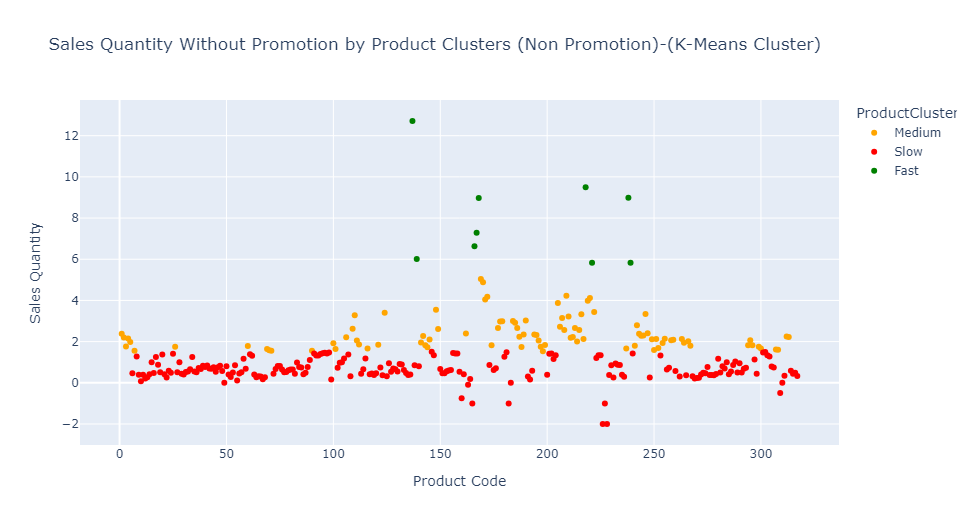 Sales Quantity Without Promotion by Product Clusters (Non Promotion)-(K-Means Cluster)
ProductCluster
Medium
Slow
Fast
12
10
8
6
4
2
0
−2
Sales Quantity
0 50 100 150 200 250 300
Product Code